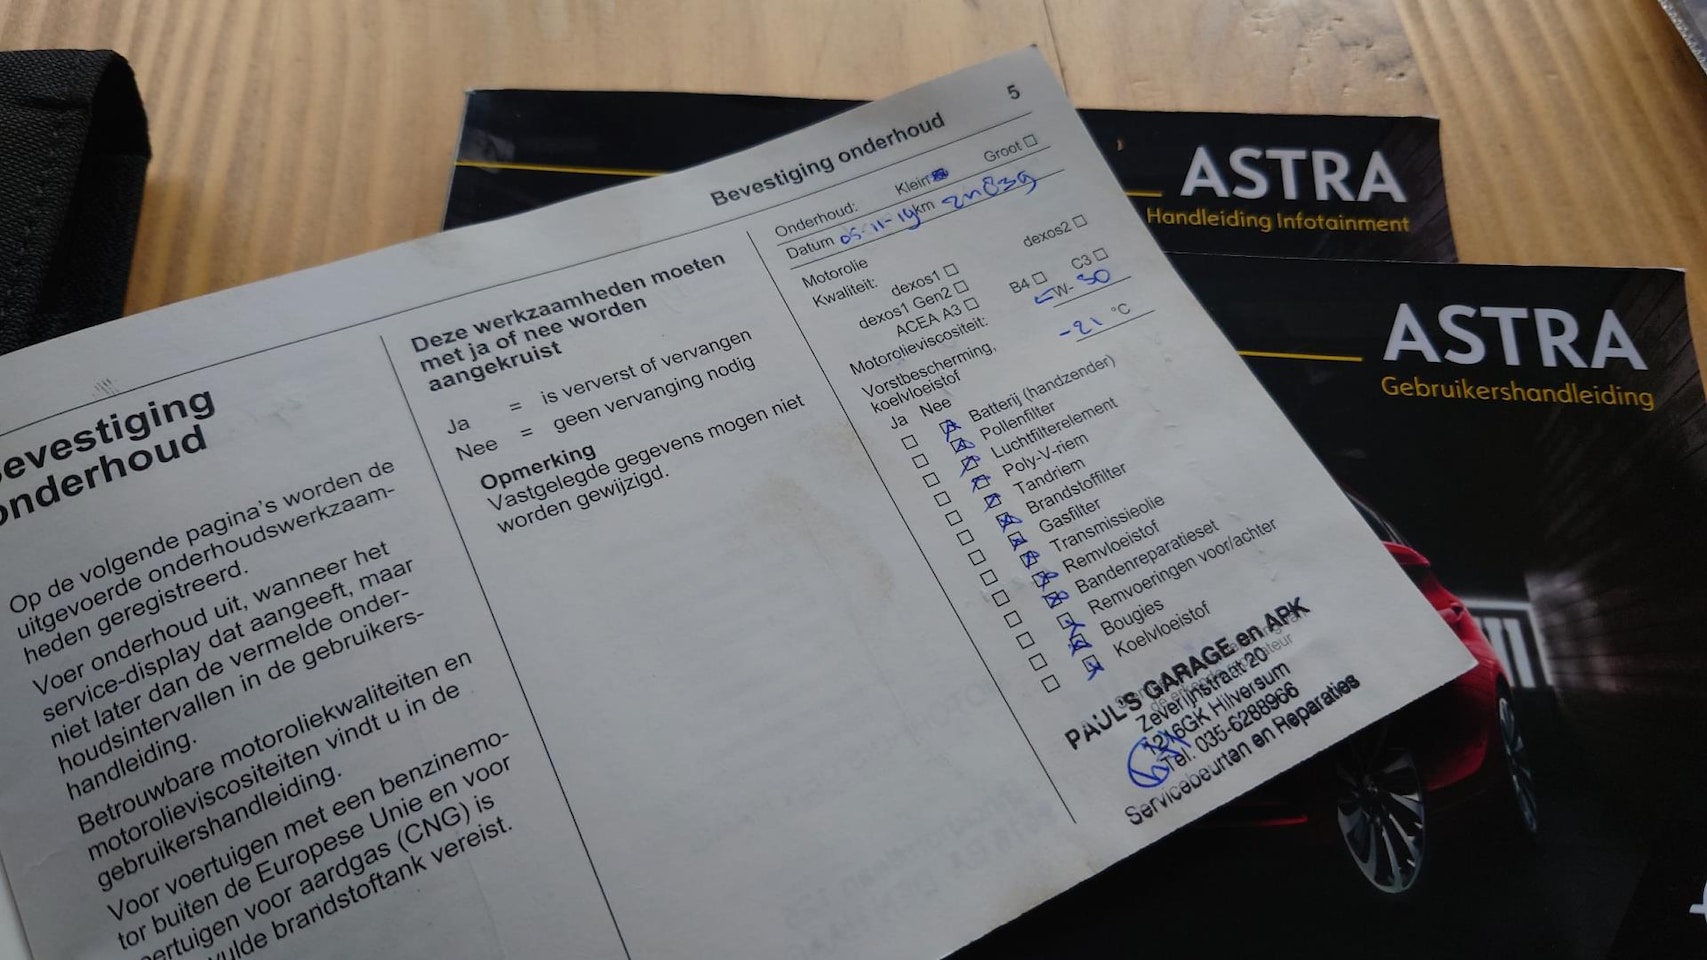 5
Bevestiging onderhoud
Bevestiging
onderhoud
Op de volgende pagina's worden de
uitgevoerde onderhoudswerkzaam-
heden geregistreerd.
Voer onderhoud uit, wanneer het
service-display dat aangeeft, maar
niet later dan de vermelde onder-
houdsintervallen in de gebruikers-
handleiding.
Betrouwbare motoroliekwaliteiten en
motorolieviscositeiten vindt u in de
gebruikershandleiding.
Voor voertuigen met een benzinemo-
tor buiten de Europese Unie en voor
voertuigen voor aardgas (CNG) is
vulde brandstoftank vereist.
Deze werkzaamheden moeten
met ja of nee worden
aangekruist
Ja = is ververst of vervangen
Nee = geen vervanging nodig
Opmerking
Vastgelegde gegevens mogen niet
worden gewijzigd.
Onderhoud: Klein Groot
Datum 05-11-19 km
Motorolie
Kwaliteit: dexos1 dexos2
dexos1 Gen2
ACEA A3 B4 C3
Motorolieviscositeit: W-30
Vorstbescherming, -21 °C
koelvloeistof
Ja Nee
Batterij (handzender)
Pollenfilter
Luchtfilterelement
Poly-V-riem
Tandriem
Brandstoffilter
Gasfilter
Transmissieolie
Remvloeistof
Bandenreparatieset
Remvoeringen voor/achter
Bougies
Koelvloeistof
PAUL'S GARAGE en APK
Zeverijnstraat 20
1216GK Hilversum
Tel. 035-6288966
Servicebeurten en Reparaties
ASTRA
Handleiding Infotainment
ASTRA
Gebruikershandleiding